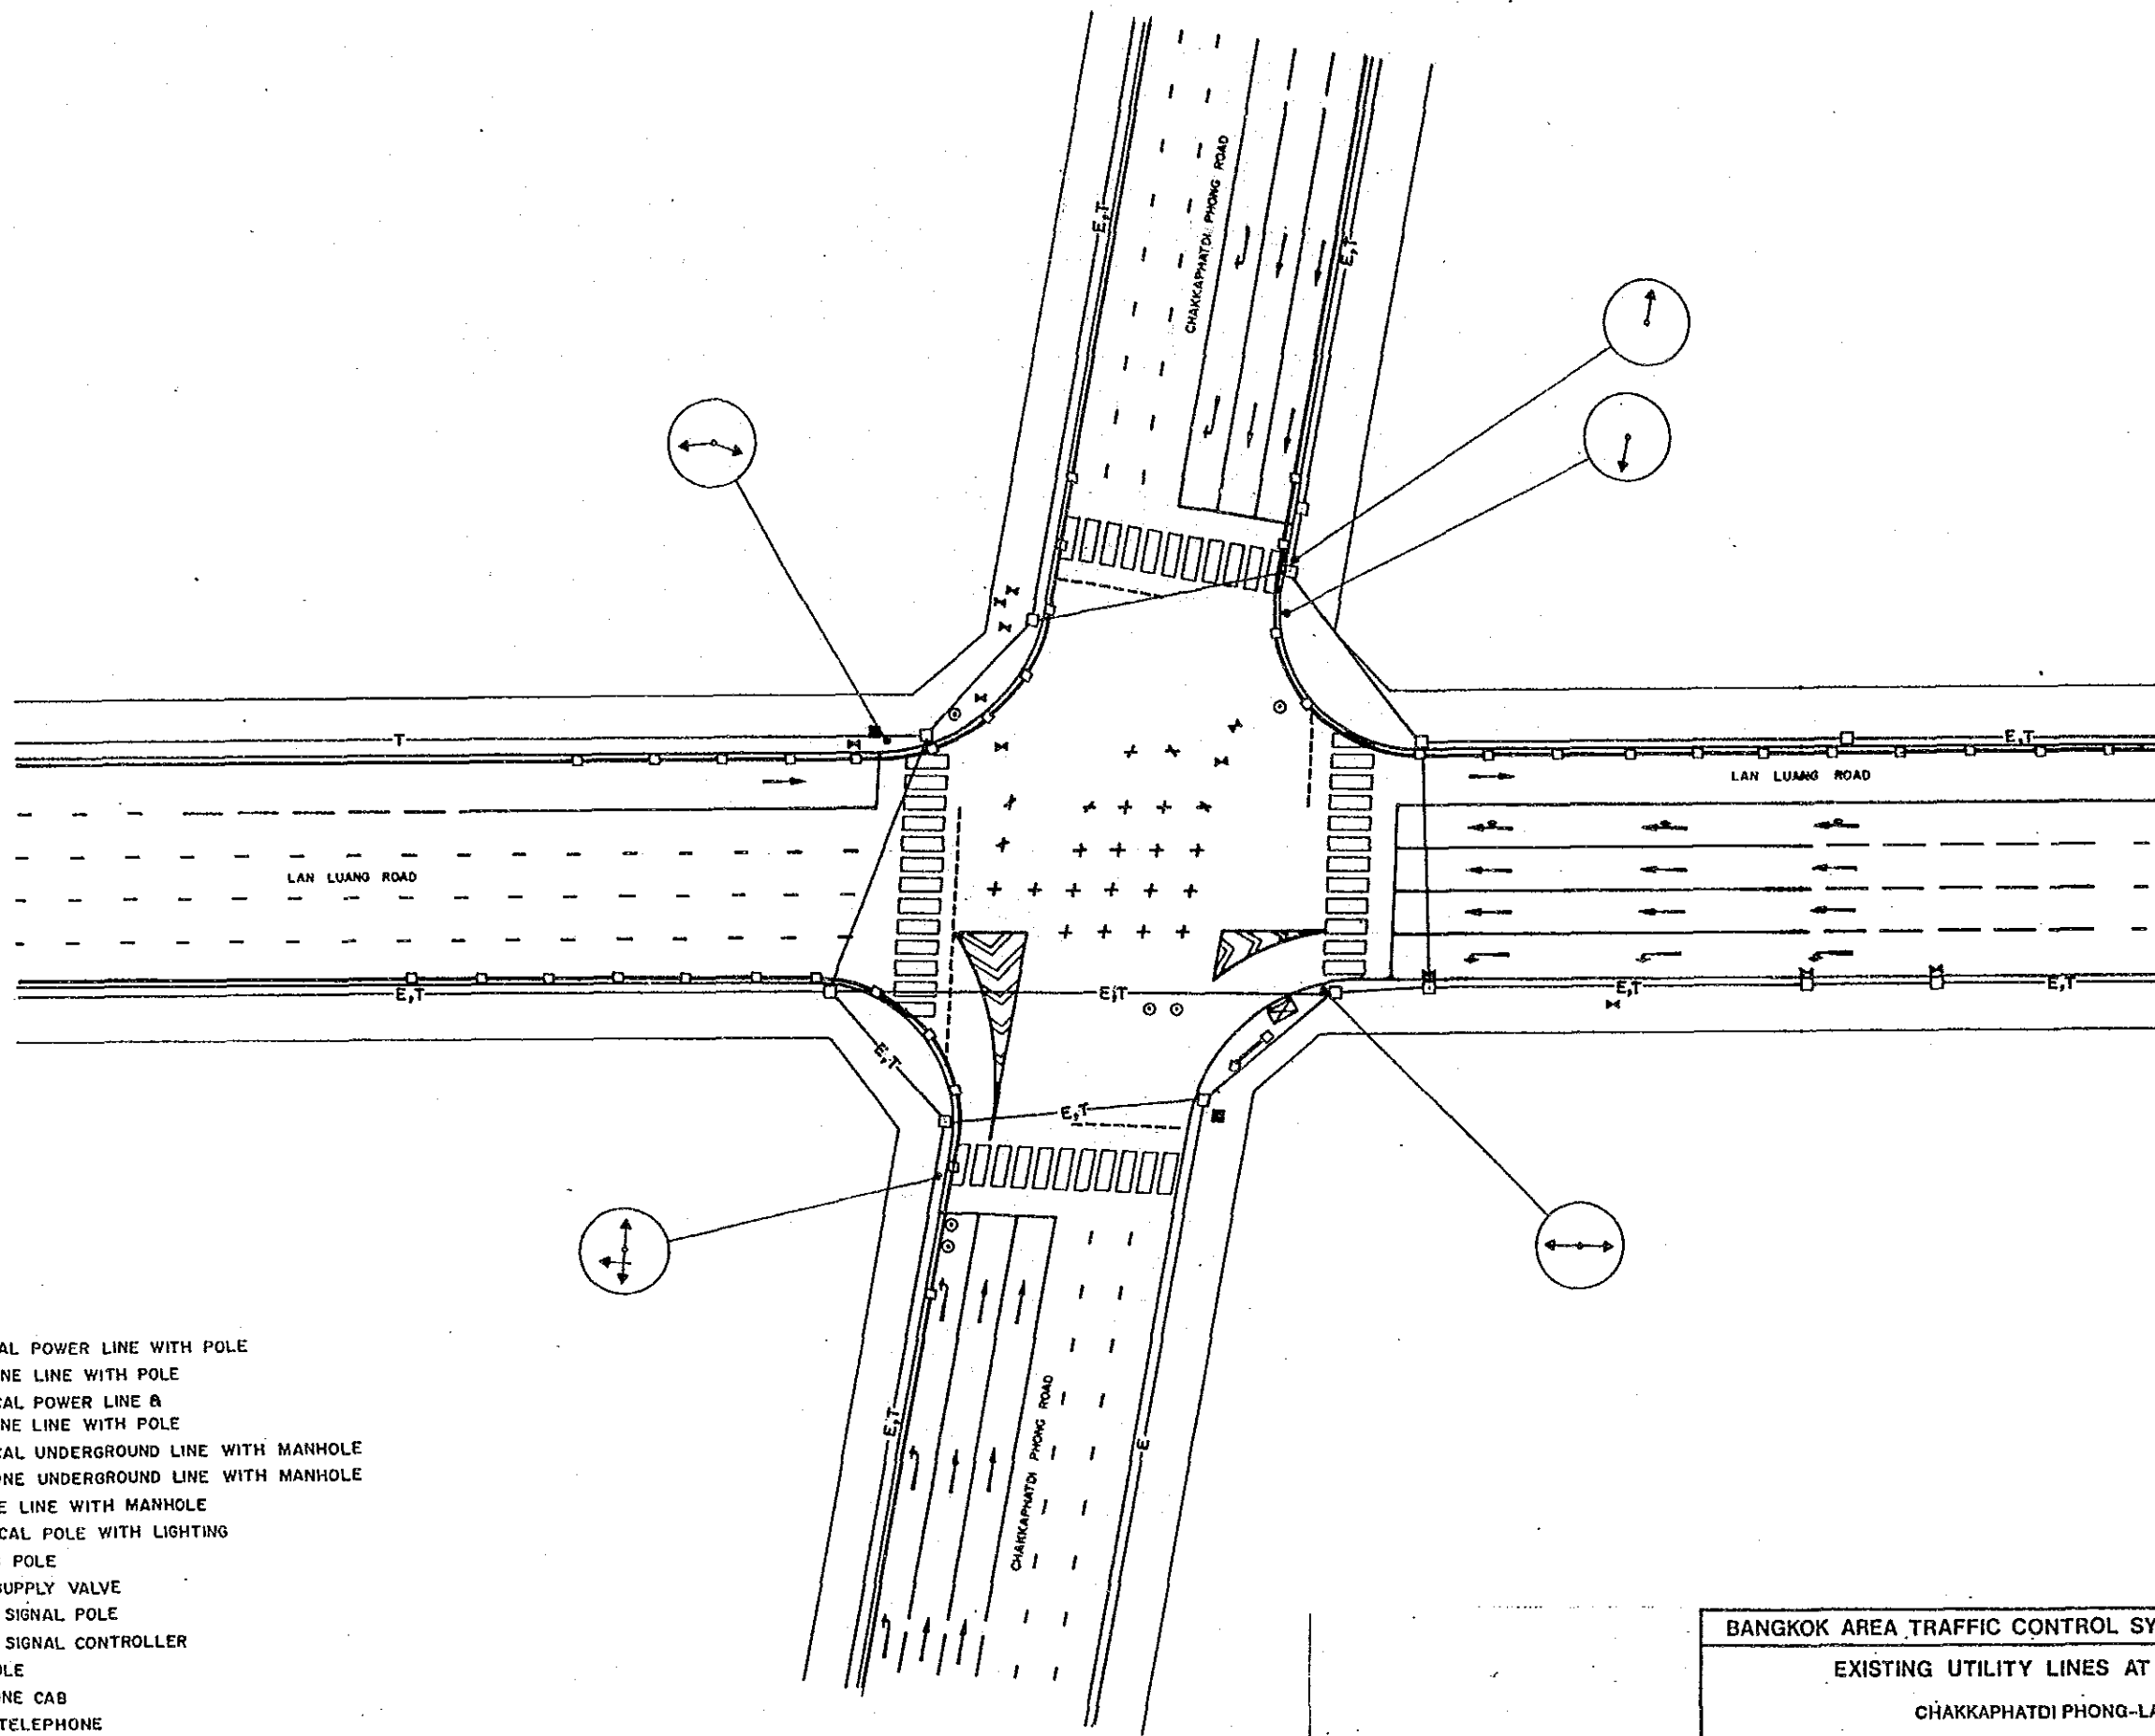 CHAKKAPHATDI PHONG ROAD
E,T
E,T
T
E,T
LAN LUANG ROAD
LAN LUANG ROAD
E,T
E,T
E,T
E,T
E,T
E,T
E,T
E
CHAKKAPHATDI PHONG ROAD
AL POWER LINE WITH POLE
NE LINE WITH POLE
CAL POWER LINE &
NE LINE WITH POLE
CAL UNDERGROUND LINE WITH MANHOLE
ONE UNDERGROUND LINE WITH MANHOLE
E LINE WITH MANHOLE
CAL POLE WITH LIGHTING
POLE
SUPPLY VALVE
SIGNAL POLE
SIGNAL CONTROLLER
OLE
NE CAB
TELEPHONE
BANGKOK AREA TRAFFIC CONTROL SY
EXISTING UTILITY LINES AT
CHAKKAPHATDI PHONG-LA